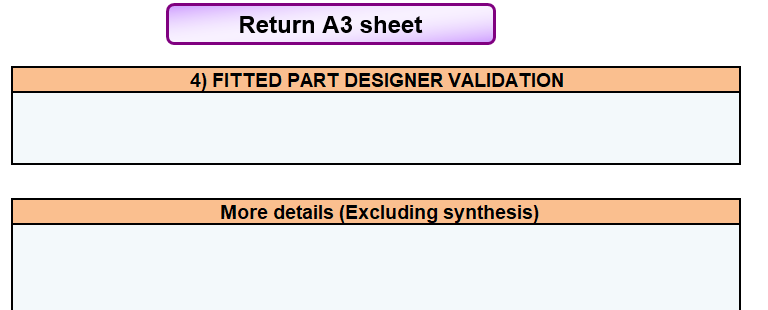 Return A3 sheet
4) FITTED PART DESIGNER VALIDATION
More details (Excluding synthesis)